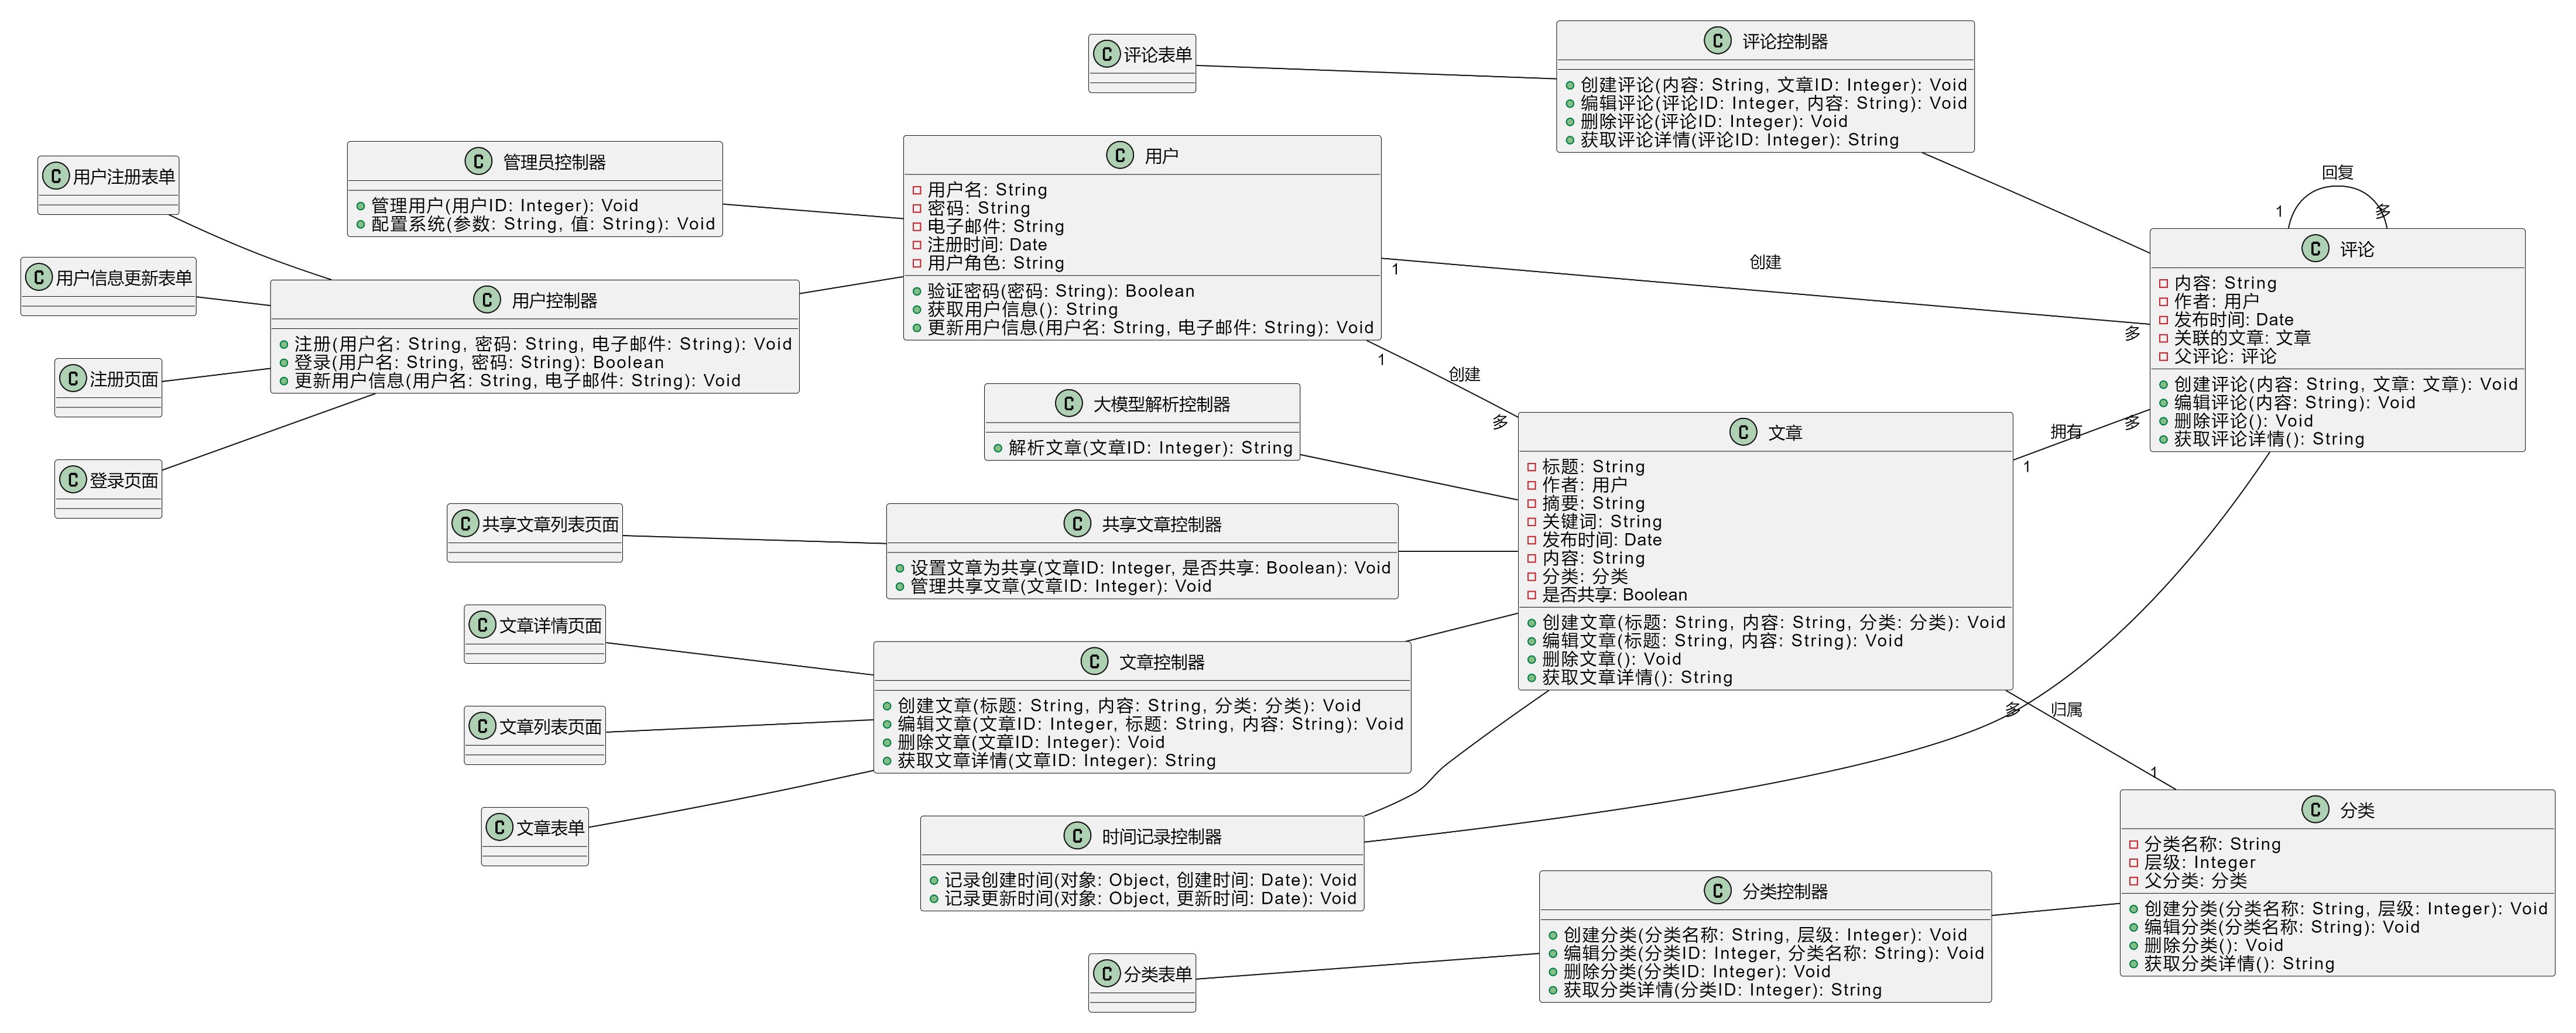 评论表单
评论控制器
创建评论(内容: String, 文章ID: Integer): Void
编辑评论(评论ID: Integer, 内容: String): Void
删除评论(评论ID: Integer): Void
获取评论详情(评论ID: Integer): String
用户注册表单
用户信息更新表单
注册页面
登录页面
管理员控制器
管理用户(用户ID: Integer): Void
配置系统(参数: String, 值: String): Void
用户控制器
注册(用户名: String, 密码: String, 电子邮件: String): Void
登录(用户名: String, 密码: String): Boolean
更新用户信息(用户名: String, 电子邮件: String): Void
用户
用户名: String
密码: String
电子邮件: String
注册时间: Date
用户角色: String
验证密码(密码: String): Boolean
获取用户信息(): String
更新用户信息(用户名: String, 电子邮件: String): Void
1
创建
多
1
创建
多
回复
1
多
评论
内容: String
作者: 用户
发布时间: Date
关联的文章: 文章
父评论: 评论
创建评论(内容: String, 文章: 文章): Void
编辑评论(内容: String): Void
删除评论(): Void
获取评论详情(): String
大模型解析控制器
解析文章(文章ID: Integer): String
共享文章列表页面
共享文章控制器
设置文章为共享(文章ID: Integer, 是否共享: Boolean): Void
管理共享文章(文章ID: Integer): Void
文章
标题: String
作者: 用户
摘要: String
关键词: String
发布时间: Date
内容: String
分类: 分类
是否共享: Boolean
创建文章(标题: String, 内容: String, 分类: 分类): Void
编辑文章(标题: String, 内容: String): Void
删除文章(): Void
获取文章详情(): String
拥有
1
多
文章详情页面
文章列表页面
文章表单
文章控制器
创建文章(标题: String, 内容: String, 分类: 分类): Void
编辑文章(文章ID: Integer, 标题: String, 内容: String): Void
删除文章(文章ID: Integer): Void
获取文章详情(文章ID: Integer): String
多
归属
1
时间记录控制器
记录创建时间(对象: Object, 创建时间: Date): Void
记录更新时间(对象: Object, 更新时间: Date): Void
分类表单
分类控制器
创建分类(分类名称: String, 层级: Integer): Void
编辑分类(分类ID: Integer, 分类名称: String): Void
删除分类(分类ID: Integer): Void
获取分类详情(分类ID: Integer): String
分类
分类名称: String
层级: Integer
父分类: 分类
创建分类(分类名称: String, 层级: Integer): Void
编辑分类(分类名称: String): Void
删除分类(): Void
获取分类详情(): String